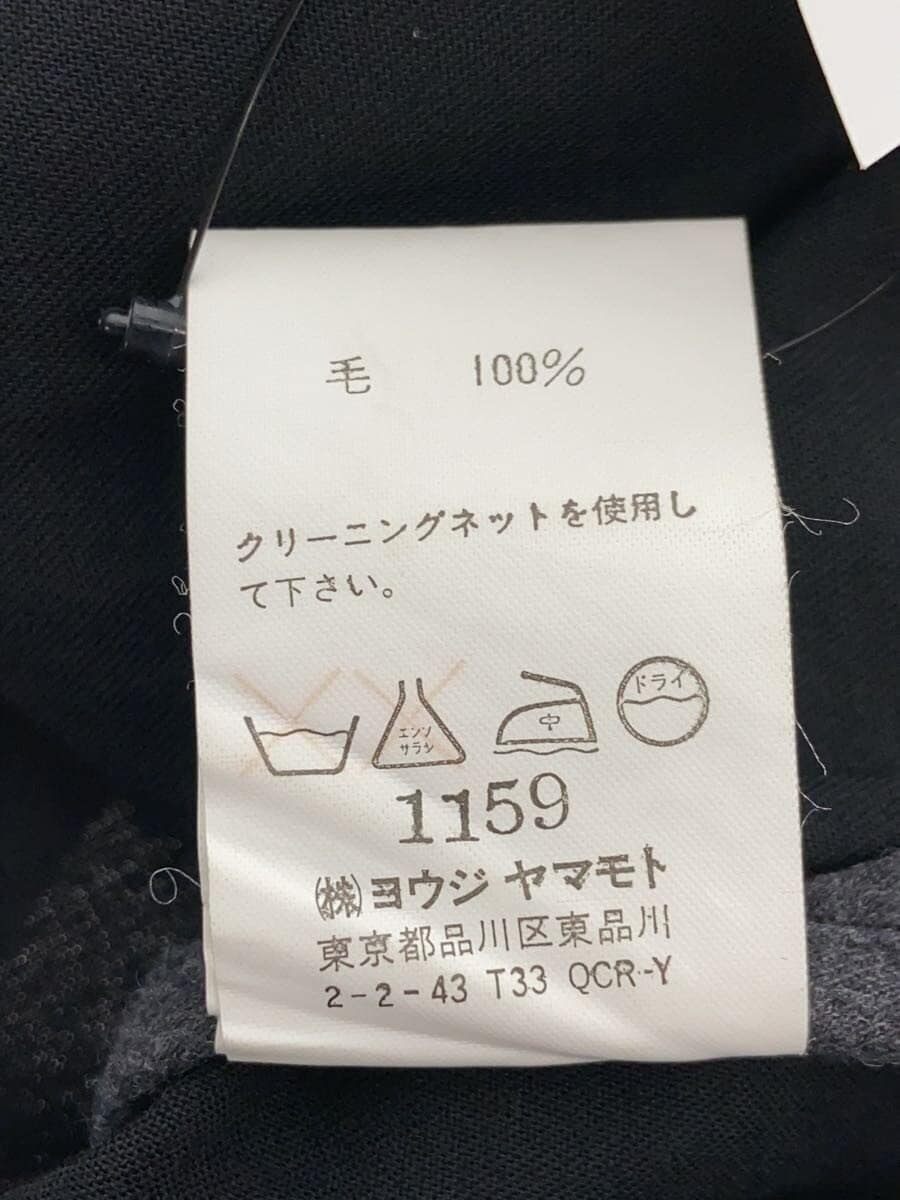 毛 100%
クリーニングネットを使用し
て下さい。
エンソ
サラシ
中
ドライ
1159
㈱ヨウジ ヤマモト
東京都品川区東品川
2-2-43 T33 QCR-Y